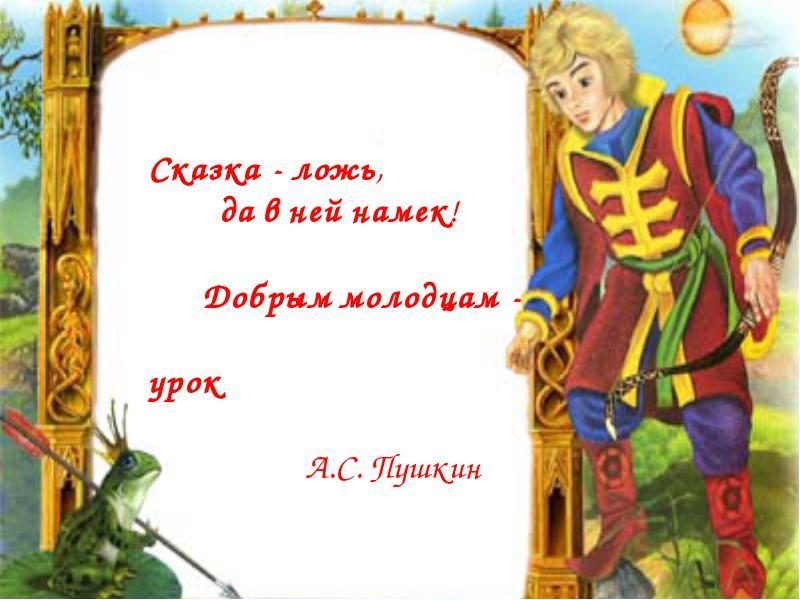 Сказка - ложь,
да в ней намек!
Добрым молодцам -
урок
А.С. Пушкин